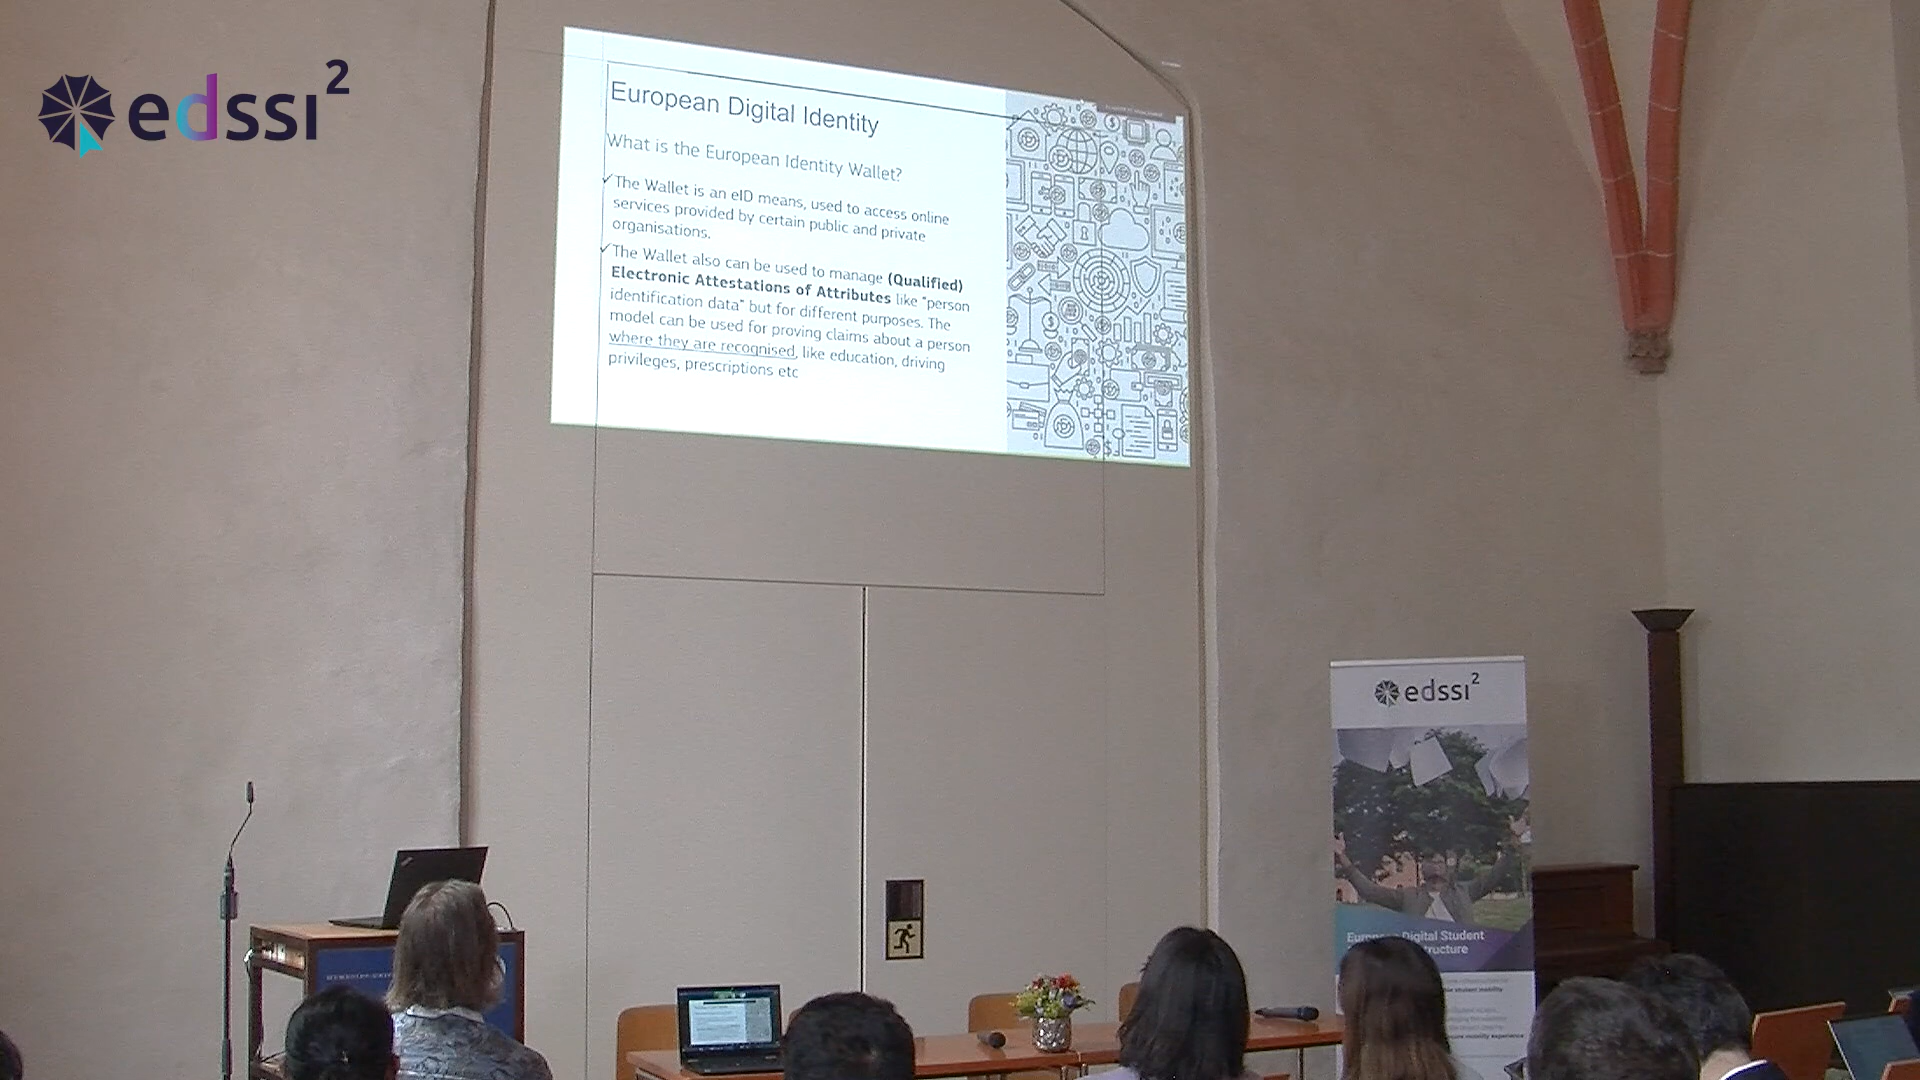 edssı²
European Digital Identity
What is the European Identity Wallet?
✓The Wallet is an eID means, used to access online
services provided by certain public and private
organisations.
✓The Wallet also can be used to manage (Qualified)
Electronic Attestations of Attributes like "person
identification data" but for different purposes. The
model can be used for proving claims about a person
where they are recognised, like education, driving
privileges, prescriptions etc
edssı²
Digital Student